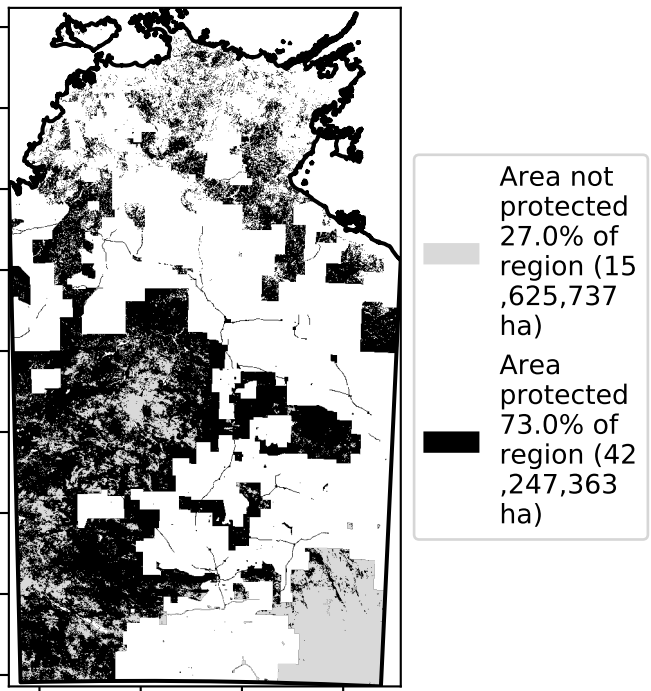 Area not
protected
27.0% of
region (15
,625,737
ha)
Area
protected
73.0% of
region (42
,247,363
ha)